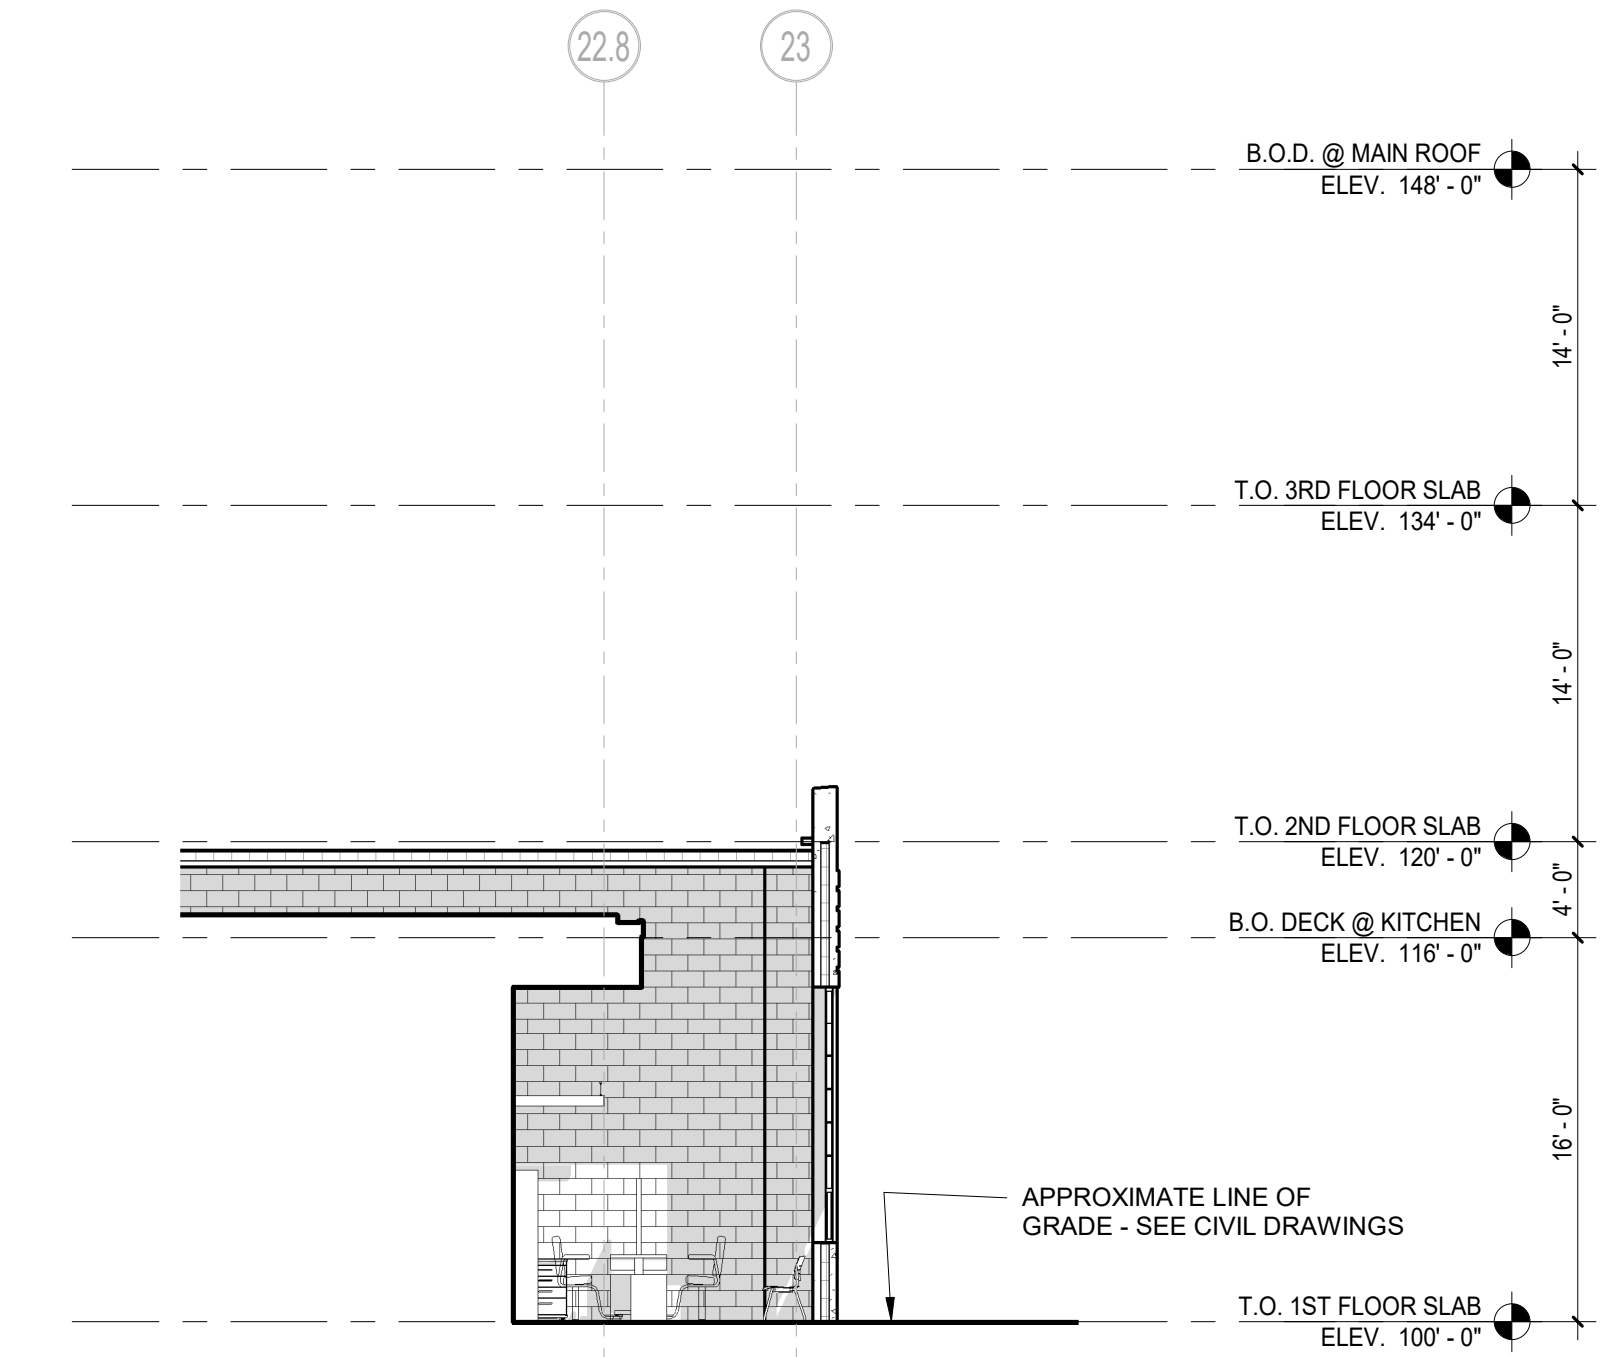 22.8
23
B.O.D. @ MAIN ROOF
ELEV. 148' - 0"
14' - 0"
T.O. 3RD FLOOR SLAB
ELEV. 134' - 0"
14' - 0"
T.O. 2ND FLOOR SLAB
ELEV. 120' - 0"
4' - 0"
B.O. DECK @ KITCHEN
ELEV. 116' - 0"
16' - 0"
APPROXIMATE LINE OF
GRADE - SEE CIVIL DRAWINGS
T.O. 1ST FLOOR SLAB
ELEV. 100' - 0"